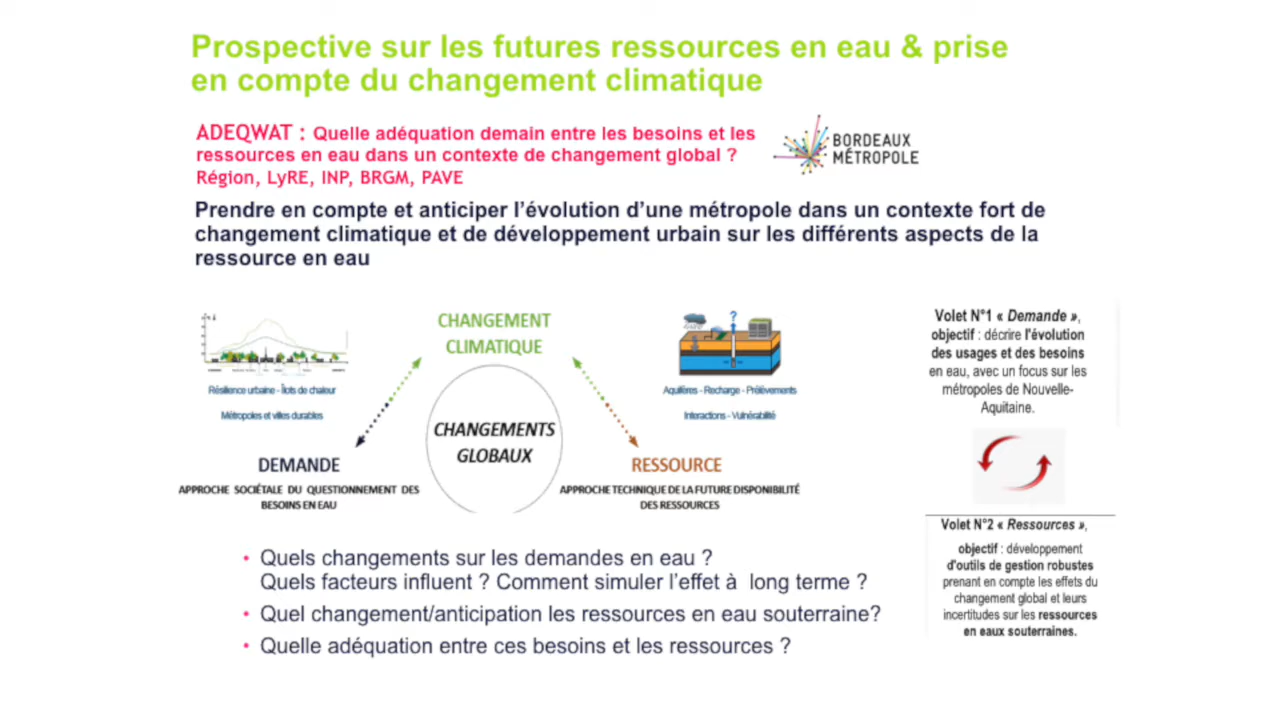 Prospective sur les futures ressources en eau & prise
en compte du changement climatique
ADEQWAT : Quelle adéquation demain entre les besoins et les
ressources en eau dans un contexte de changement global ?
Région, LyRE, INP, BRGM, PAVE
BORDEAUX
MÉTROPOLE
Prendre en compte et anticiper l’évolution d’une métropole dans un contexte fort de
changement climatique et de développement urbain sur les différents aspects de la
ressource en eau
CHANGEMENT
CLIMATIQUE
?
Résilience urbaine - Îlots de chaleur
Métropoles et villes durables
Aquifères - Recharge - Prélèvements
Interactions - Vulnérabilité
CHANGEMENTS
GLOBAUX
DEMANDE
APPROCHE SOCIÉTALE DU QUESTIONNEMENT DES
BESOINS EN EAU
RESSOURCE
APPROCHE TECHNIQUE DE LA FUTURE DISPONIBILITÉ
DES RESSOURCES
Volet N°1 « Demande »,
objectif : décrire l'évolution
des usages et des besoins
en eau, avec un focus sur les
métropoles de Nouvelle-
Aquitaine.
Volet N°2 « Ressources »,
objectif : développement
d'outils de gestion robustes
prenant en compte les effets du
changement global et leurs
incertitudes sur les ressources
en eaux souterraines.
• Quels changements sur les demandes en eau ?
Quels facteurs influent ? Comment simuler l’effet à long terme ?
• Quel changement/anticipation les ressources en eau souterraine?
• Quelle adéquation entre ces besoins et les ressources ?